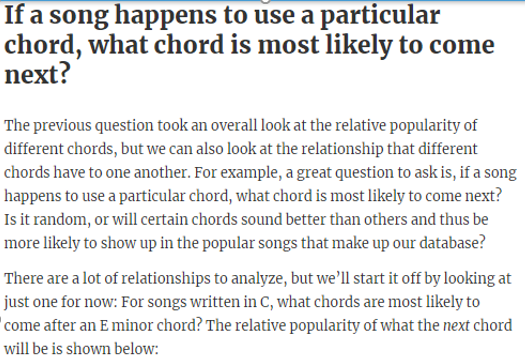 If a song happens to use a particular
chord, what chord is most likely to come
next?
The previous question took an overall look at the relative popularity of
different chords, but we can also look at the relationship that different
chords have to one another. For example, a great question to ask is, if a song
happens to use a particular chord, what chord is most likely to come next?
Is it random, or will certain chords sound better than others and thus be
more likely to show up in the popular songs that make up our database?
There are a lot of relationships to analyze, but we’ll start it off by looking at
just one for now: For songs written in C, what chords are most likely to
come after an E minor chord? The relative popularity of what the next chord
will be is shown below: